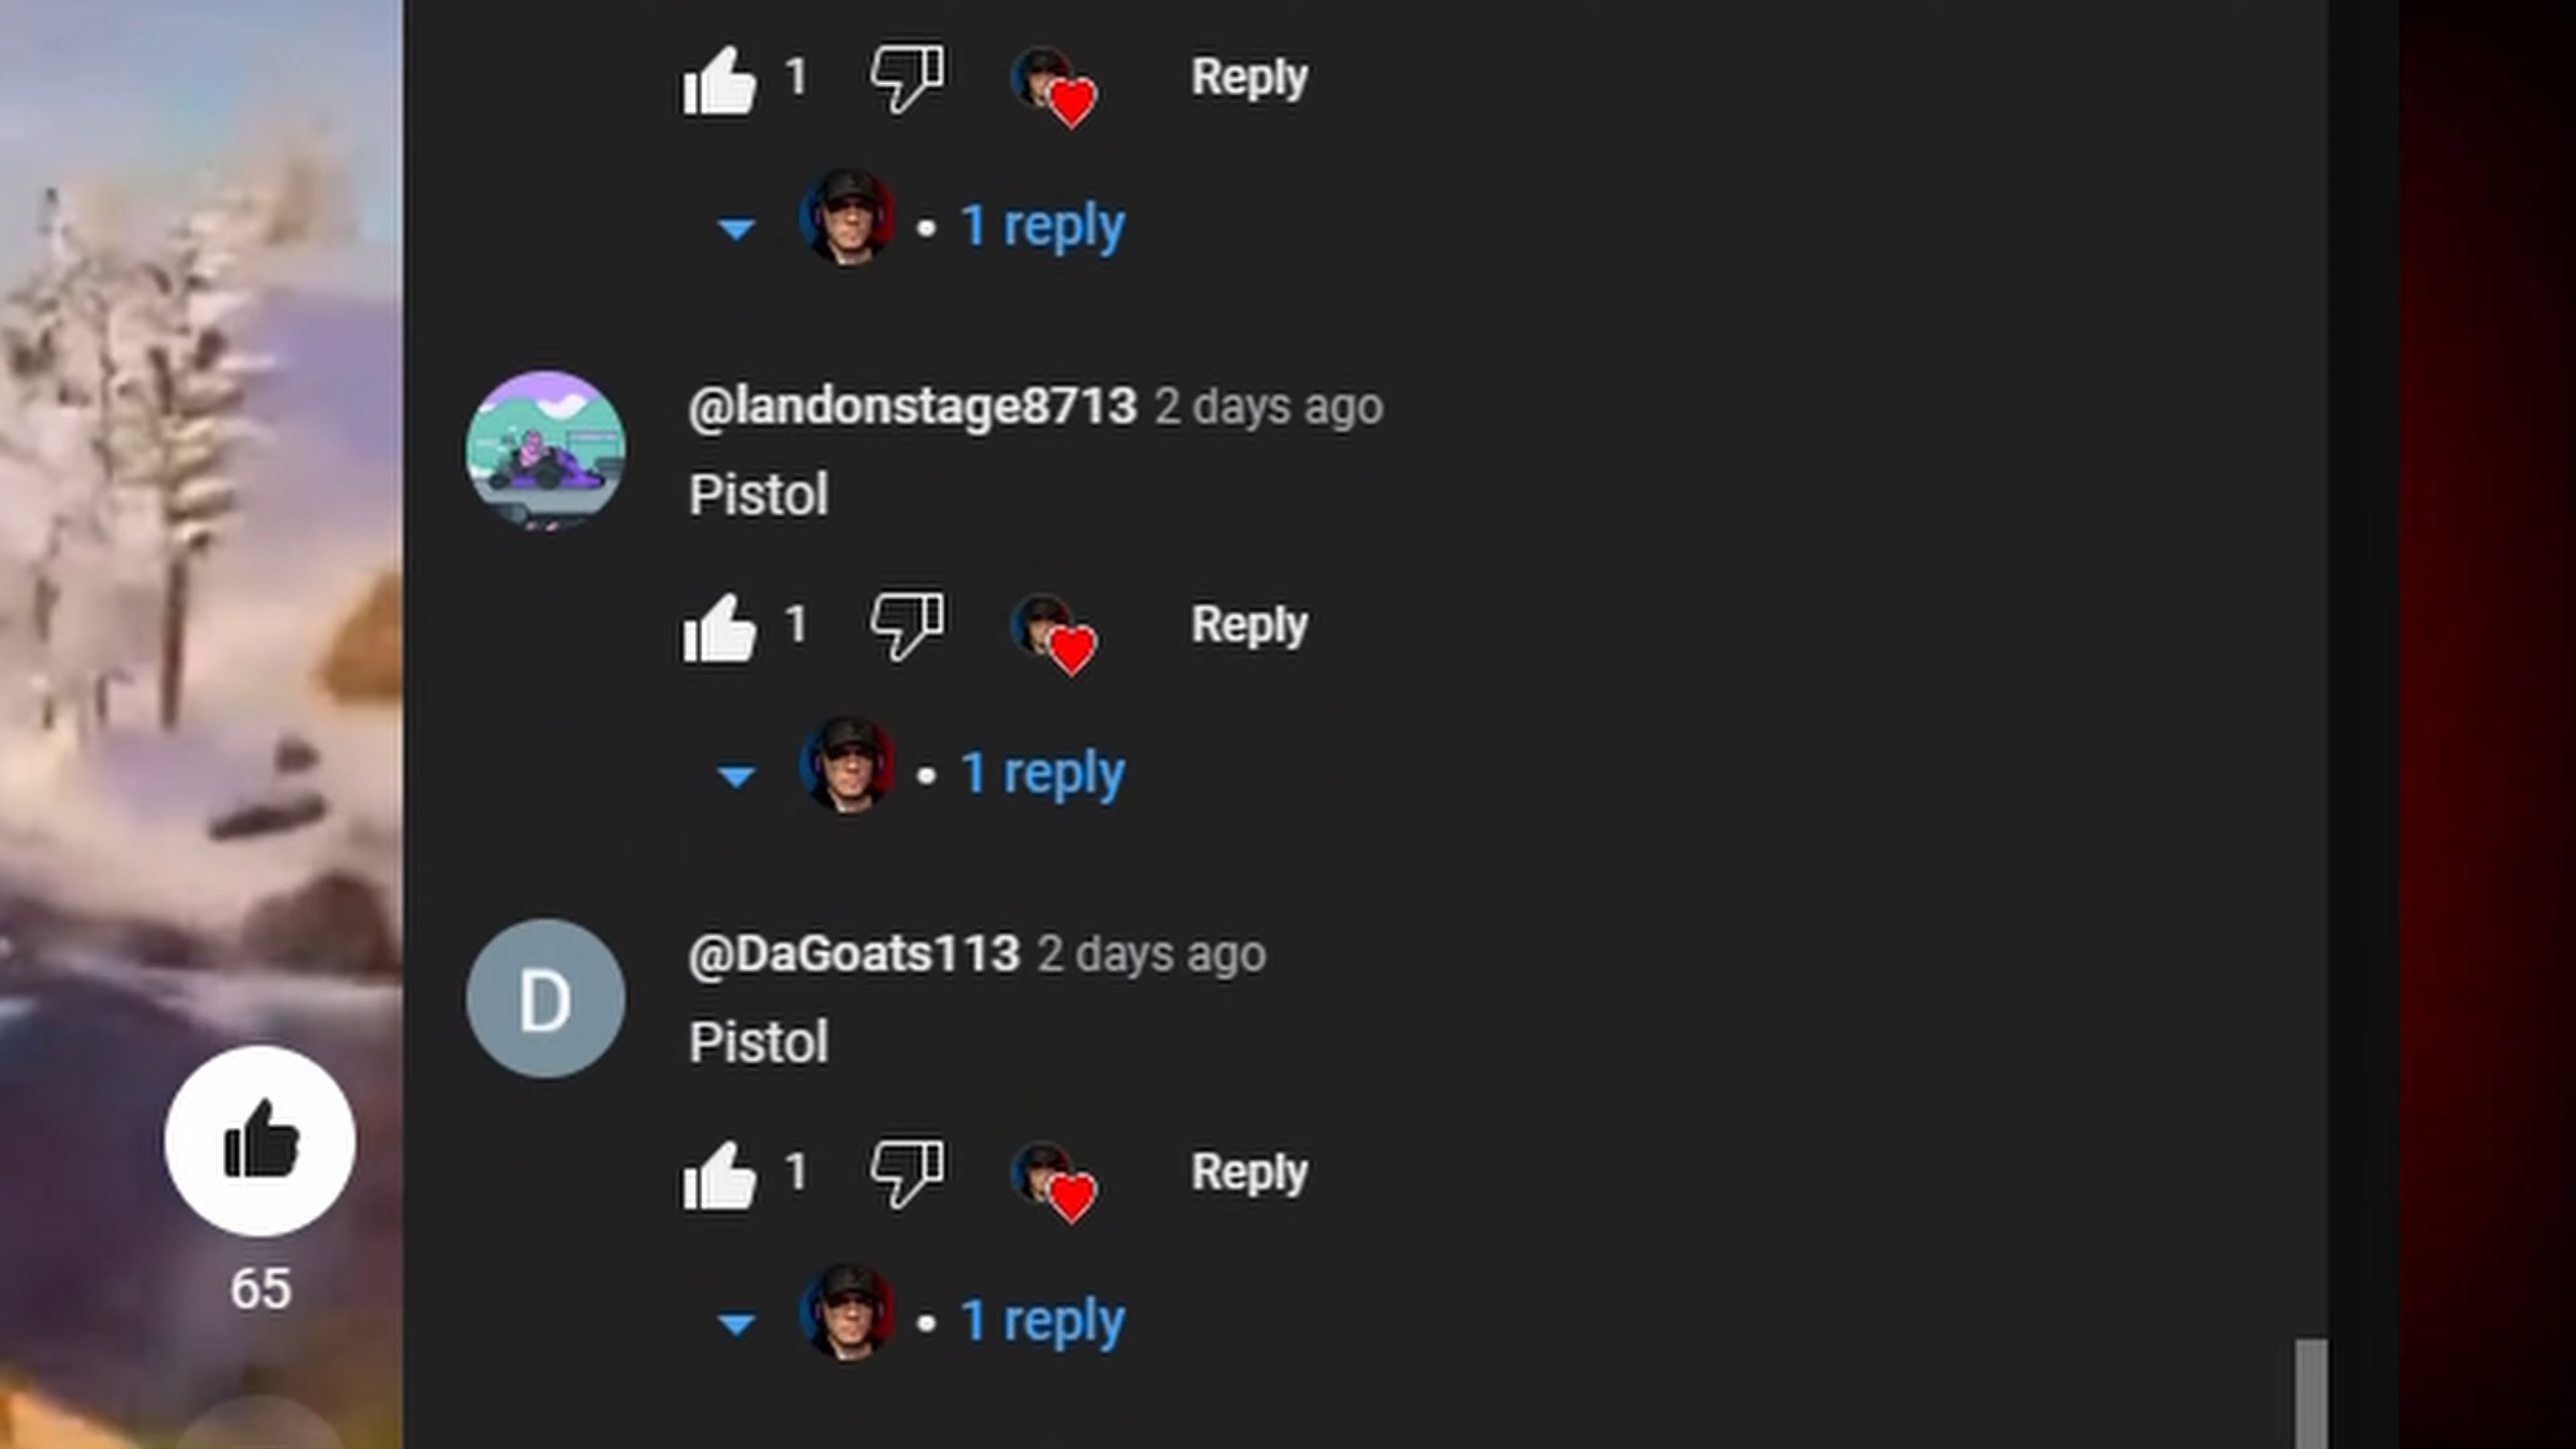 1 Reply
1 reply
@landonstage8713 2 days ago
Pistol
1 Reply
1 reply
D
@DaGoats113 2 days ago
Pistol
1 Reply
65
1 reply